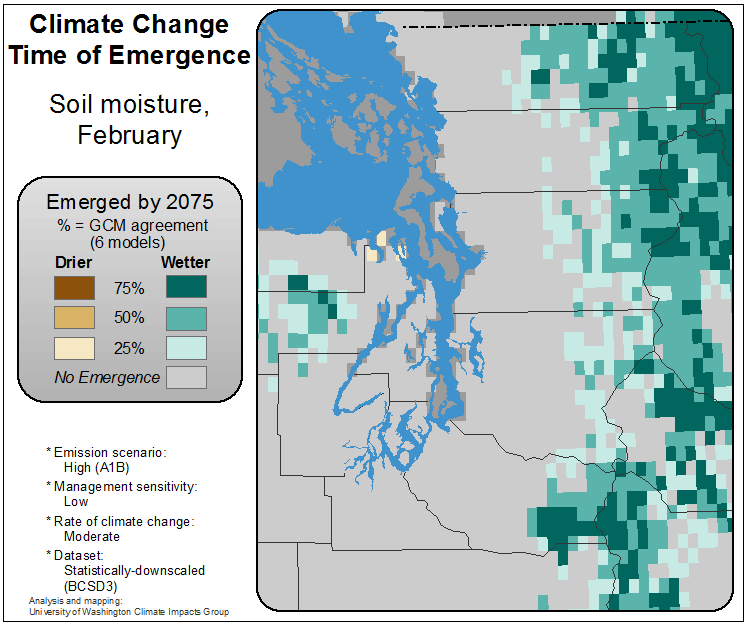 Climate Change
Time of Emergence
Soil moisture,
February
Emerged by 2075
% = GCM agreement
(6 models)
Drier Wetter
75%
50%
25%
No Emergence
* Emission scenario:
High (A1B)
* Management sensitivity:
Low
* Rate of climate change:
Moderate
* Dataset:
Statistically-downscaled
(BCSD3)
Analysis and mapping:
University of Washington Climate Impacts Group